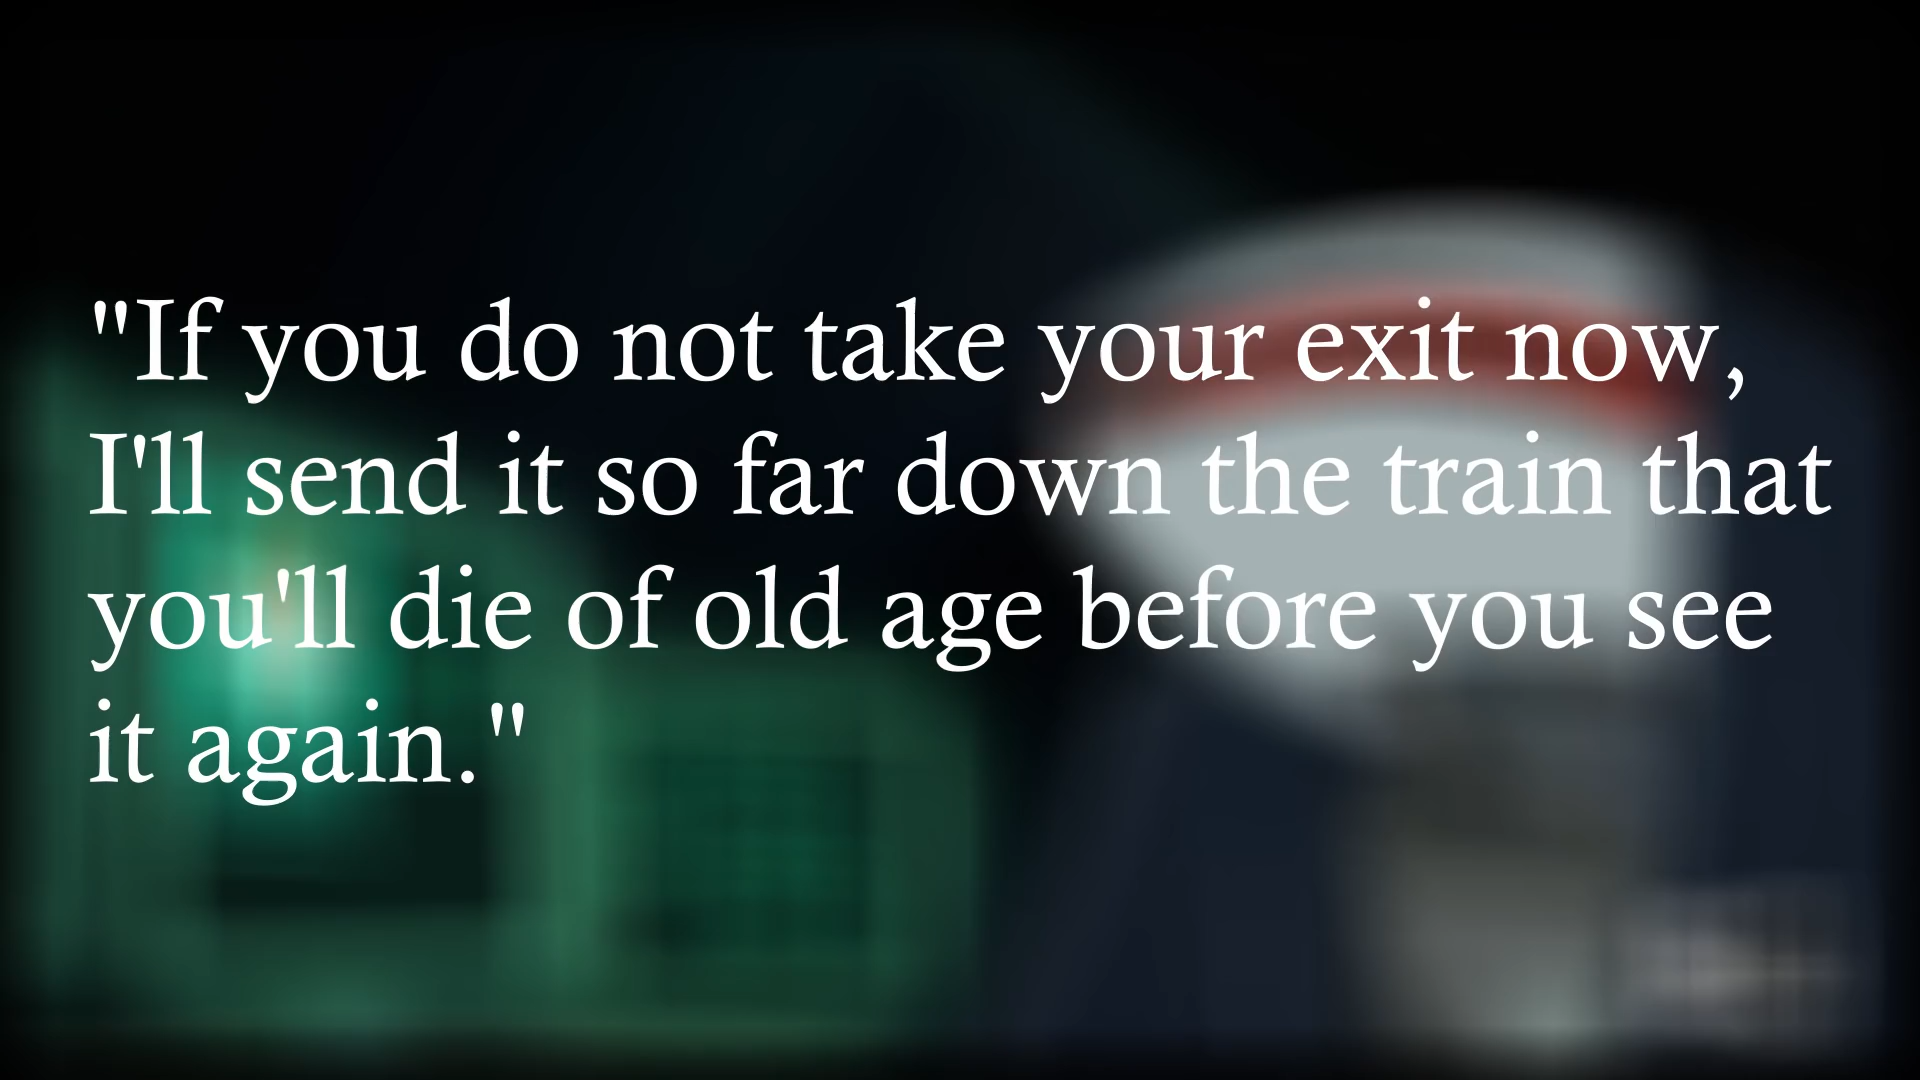 "If you do not take your exit now,
I'll send it so far down the train that
you'll die of old age before you see
it again."